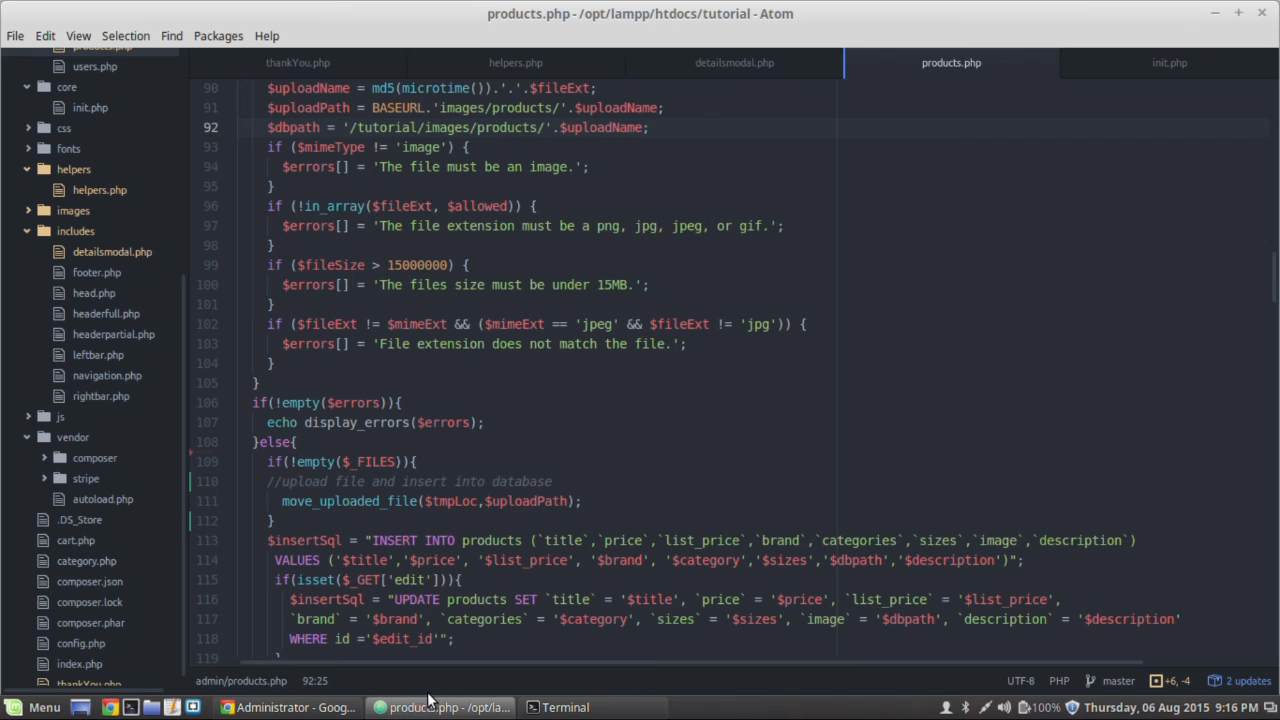 products.php - /opt/lampp/htdocs/tutorial - Atom
File Edit View Selection Find Packages Help
products.php
users.php
core
init.php
css
fonts
helpers
helpers.php
images
includes
detailsmodal.php
footer.php
head.php
headerfull.php
headerpartial.php
leftbar.php
navigation.php
rightbar.php
js
vendor
composer
stripe
autoload.php
.DS_Store
cart.php
category.php
composer.json
composer.lock
composer.phar
config.php
index.php
thankYou.php
thankYou.php helpers.php detailsmodal.php products.php init.php
90 $uploadName = md5(microtime()).'.'.$fileExt;
91 $uploadPath = BASEURL.'images/products/'.$uploadName;
92 $dbpath = '/tutorial/images/products/'.$uploadName;
93 if ($mimeType != 'image') {
94 $errors[] = 'The file must be an image.';
95 }
96 if (!in_array($fileExt, $allowed)) {
97 $errors[] = 'The file extension must be a png, jpg, jpeg, or gif.';
98 }
99 if ($fileSize > 15000000) {
100 $errors[] = 'The files size must be under 15MB.';
101 }
102 if ($fileExt != $mimeExt && ($mimeExt == 'jpeg' && $fileExt != 'jpg')) {
103 $errors[] = 'File extension does not match the file.';
104 }
105 }
106 if(!empty($errors)){
107 echo display_errors($errors);
108 }else{
109 if(!empty($_FILES)){
110 //upload file and insert into database
111 move_uploaded_file($tmpLoc,$uploadPath);
112 }
113 $insertSql = "INSERT INTO products (`title`,`price`,`list_price`,`brand`,`categories`,`sizes`,`image`,`description`)
114 VALUES ('$title','$price', '$list_price', '$brand', '$category','$sizes','$dbpath','$description')";
115 if(isset($_GET['edit'])){
116 $insertSql = "UPDATE products SET `title` = '$title', `price` = '$price', `list_price` = '$list_price',
117 `brand` = '$brand', `categories` = '$category', `sizes` = '$sizes', `image` = '$dbpath', `description` = '$description'
118 WHERE id ='$edit_id'";
119 }
admin/products.php 92:25 UTF-8 PHP master +6, -4 2 updates
Menu Administrator - Goog... products.php - /opt/la... Terminal 100% Thursday, 06 Aug 2015 9:16 PM